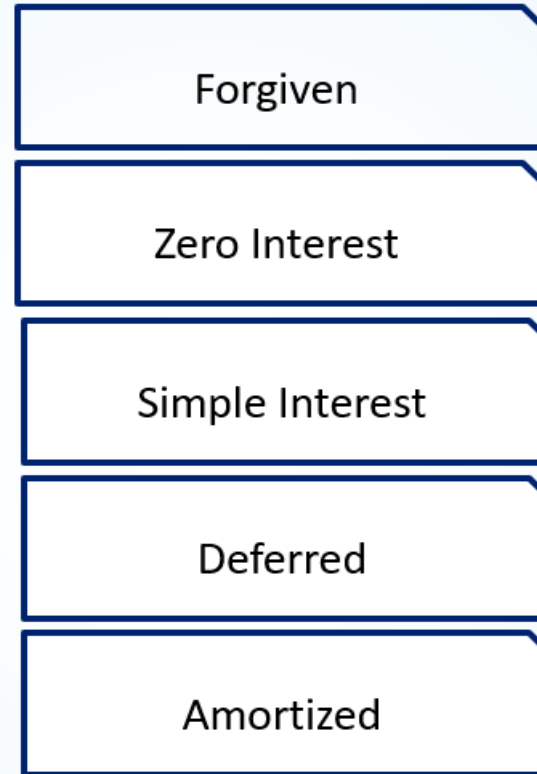 Forgiven
Zero Interest
Simple Interest
Deferred
Amortized